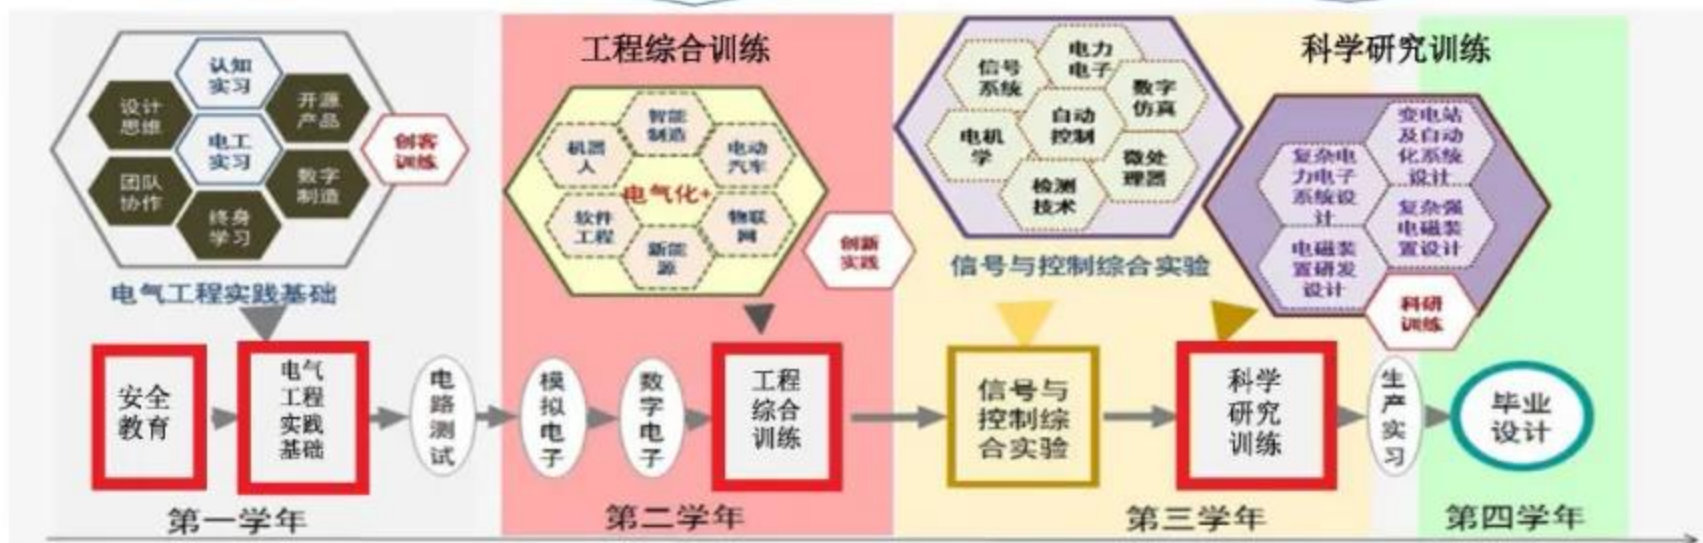 认知
实习
设计
思维
开源
产品
电工
实习
创客
训练
团队
协作
数字
制造
终身
学习
电气工程实践基础
工程综合训练
智能
制造
机器
人
电动
汽车
电气化+
软件
工程
物联
网
新能
源
创新
实践
电力
电子
信号
系统
数字
仿真
自动
控制
电机
学
微处
理器
检测
技术
信号与控制综合实验
科学研究训练
变电站
及自动
化系统
设计
复杂电
力电子
系统设
计
复杂强
电磁装
置设计
电磁装
置研发
设计
科研
训练
安全
教育
电气
工程
实践
基础
电路测试
模拟电子
数字电子
工程
综合
训练
信号与
控制综
合实验
科学
研究
训练
生产实习
毕业
设计
第一学年
第二学年
第三学年
第四学年